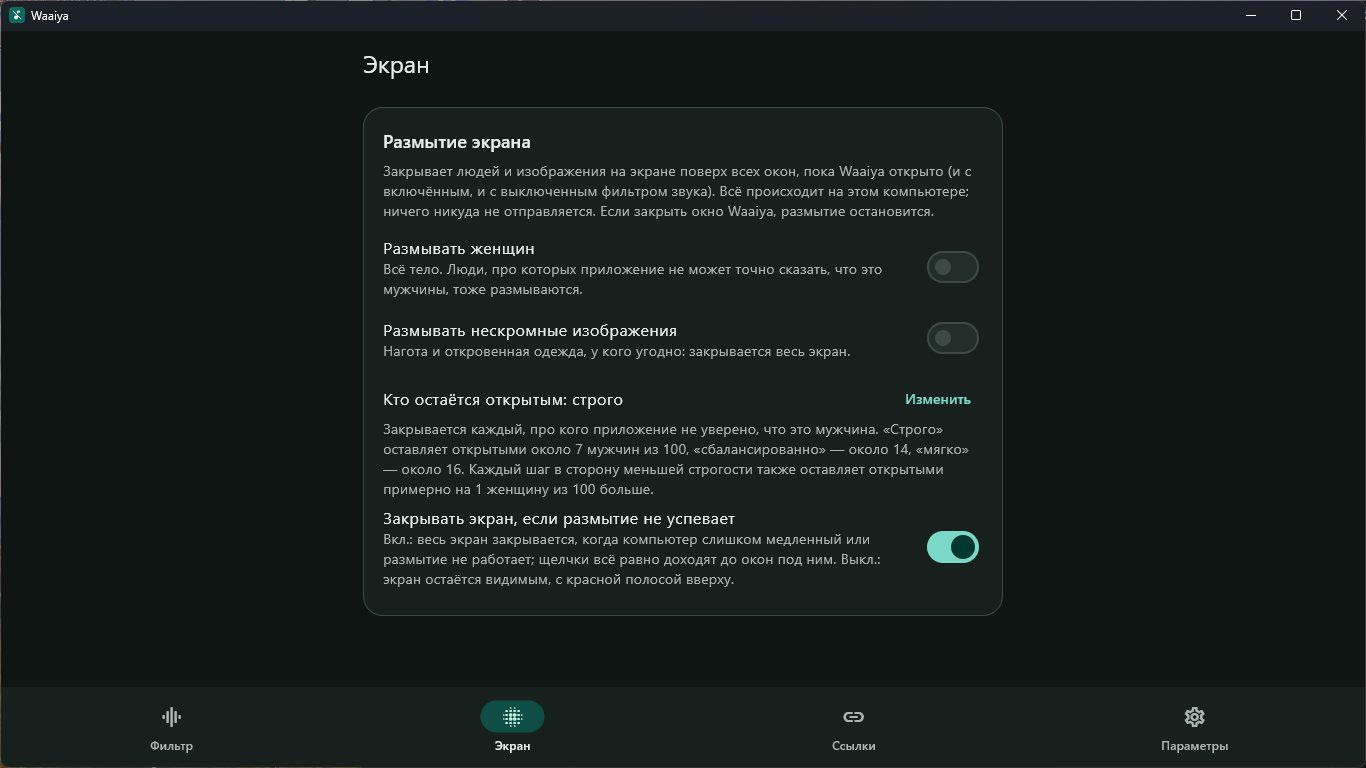 Waaiya
Экран
Размытие экрана
Закрывает людей и изображения на экране поверх всех окон, пока Waaiya открыто (и с
включённым, и с выключенным фильтром звука). Всё происходит на этом компьютере;
ничего никуда не отправляется. Если закрыть окно Waaiya, размытие остановится.
Размывать женщин
Всё тело. Люди, про которых приложение не может точно сказать, что это
мужчины, тоже размываются.
Размывать нескромные изображения
Нагота и откровенная одежда, у кого угодно: закрывается весь экран.
Кто остаётся открытым: строго
Изменить
Закрывается каждый, про кого приложение не уверено, что это мужчина. «Строго»
оставляет открытыми около 7 мужчин из 100, «сбалансированно» — около 14, «мягко»
— около 16. Каждый шаг в сторону меньшей строгости также оставляет открытыми
примерно на 1 женщину из 100 больше.
Закрывать экран, если размытие не успевает
Вкл.: весь экран закрывается, когда компьютер слишком медленный или
размытие не работает; щелчки всё равно доходят до окон под ним. Выкл.:
экран остаётся видимым, с красной полосой вверху.
Фильтр
Экран
Ссылки
Параметры